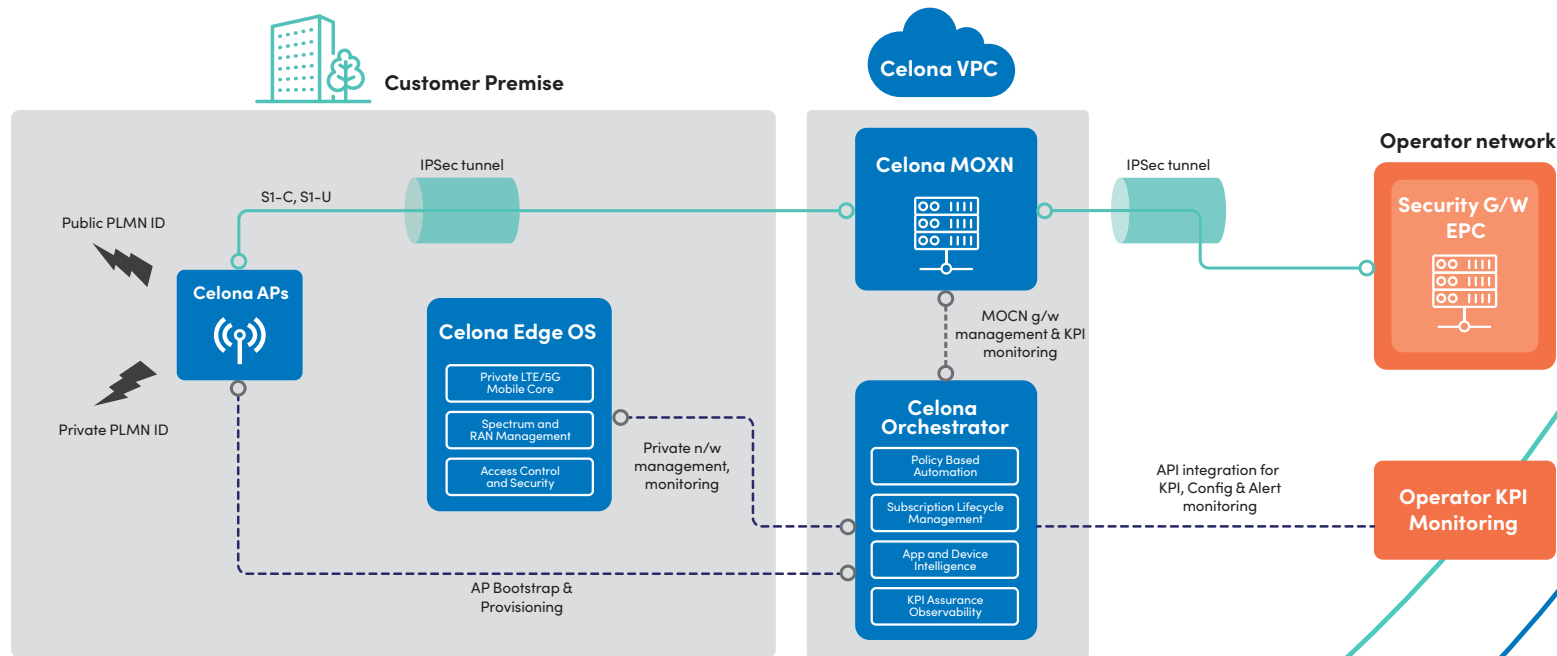 Customer Premise
Celona VPC
Operator network
IPSec tunnel
S1-C, S1-U
Public PLMN ID
Celona APs
Private PLMN ID
Celona Edge OS
Private LTE/5G
Mobile Core
Spectrum and
RAN Management
Access Control
and Security
Private n/w
management,
monitoring
AP Bootstrap &
Provisioning
Celona MOXN
MOCN g/w
management & KPI
monitoring
Celona
Orchestrator
Policy Based
Automation
Subscription Lifecycle
Management
App and Device
Intelligence
KPI Assurance
Observability
IPSec tunnel
Security G/W
EPC
API integration for
KPI, Config & Alert
monitoring
Operator KPI
Monitoring